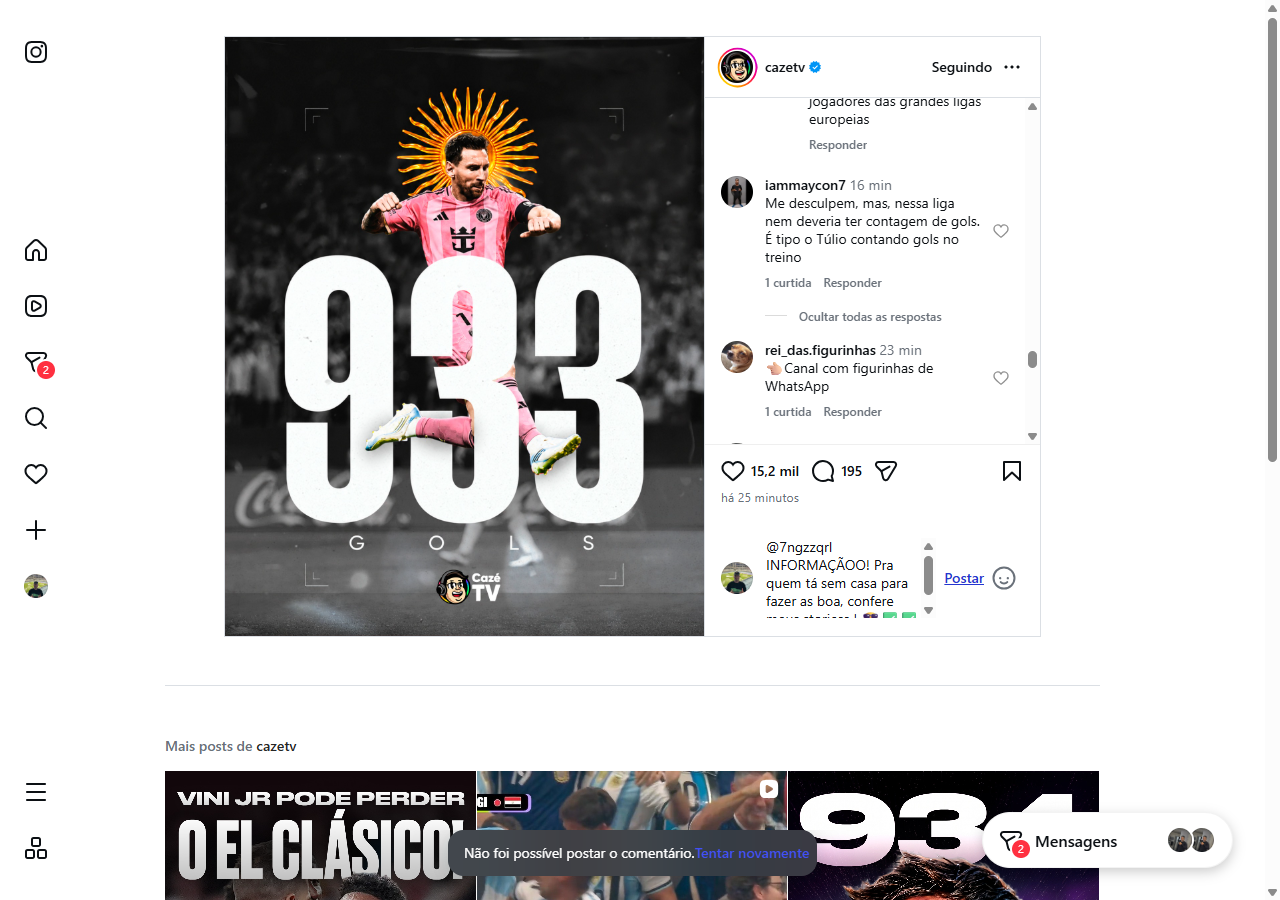 933
GOLS
Cazé
TV
cazetv
Seguindo
jogadores das grandes ligas
europeias
Responder
iammaycon7 16 min
Me desculpem, mas, nessa liga
nem deveria ter contagem de gols.
É tipo o Túlio contando gols no
treino
1 curtida Responder
Ocultar todas as respostas
rei_das.figurinhas 23 min
👈🏻Canal com figurinhas de
WhatsApp
1 curtida Responder
15,2 mil
195
há 25 minutos
@7ngzzqrl
INFORMAÇÃOO! Pra
quem tá sem casa para
fazer as boa, confere
Postar
2
Mais posts de cazetv
VINI JR PODE PERDER
O EL CLÁSICO!
GI
934
Não foi possível postar o comentário.Tentar novamente
2
Mensagens